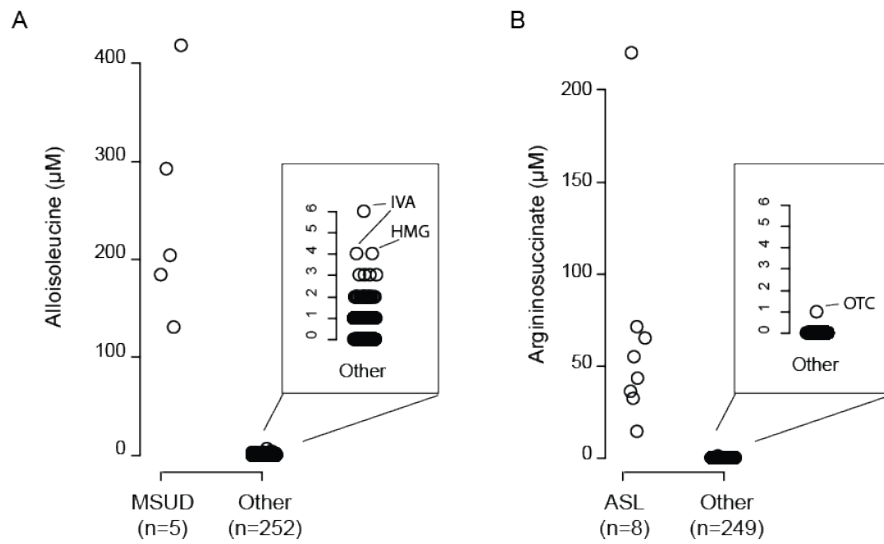 A
Alloisoleucine (µM)
400
300
200
100
0
6
5
4
3
2
1
0
IVA
HMG
Other
MSUD
(n=5)
Other
(n=252)
B
Argininosuccinate (µM)
200
150
100
50
0
6
5
4
3
2
1
0
OTC
Other
ASL
(n=8)
Other
(n=249)